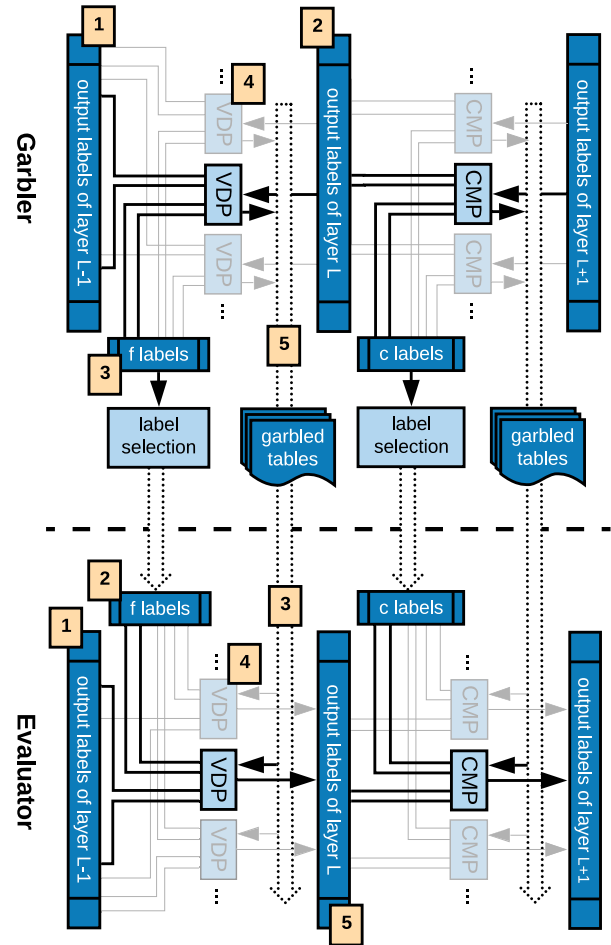 1
2
4
...
...
output labels of layer L-1
VDP
VDP
VDP
output labels of layer L
CMP
CMP
CMP
output labels of layer L+1
Garbler
...
...
5
f labels
c labels
3
label
selection
garbled
tables
label
selection
garbled
tables
2
f labels
3
c labels
1
4
...
...
output labels of layer L-1
VDP
VDP
VDP
output labels of layer L
CMP
CMP
CMP
output labels of layer L+1
Evaluator
...
...
5